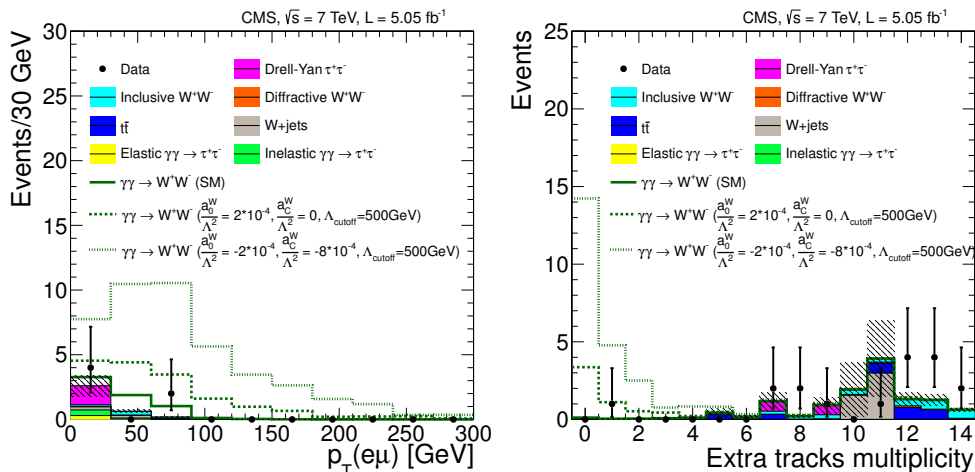 CMS, √s = 7 TeV, L = 5.05 fb⁻¹
Events/30 GeV
30
25
20
15
10
5
0
Data
Drell-Yan τ⁺τ⁻
Inclusive W⁺W⁻
Diffractive W⁺W⁻
tt̄
W+jets
Elastic γγ → τ⁺τ⁻
Inelastic γγ → τ⁺τ⁻
γγ → W⁺W⁻ (SM)
γγ → W⁺W⁻ (a₀ᵂ/Λ² = 2*10⁻⁴, a_Cᵂ/Λ² = 0, Λ_cutoff=500GeV)
γγ → W⁺W⁻ (a₀ᵂ/Λ² = -2*10⁻⁴, a_Cᵂ/Λ² = -8*10⁻⁴, Λ_cutoff=500GeV)
0 50 100 150 200 250 300
p_T(eμ) [GeV]
CMS, √s = 7 TeV, L = 5.05 fb⁻¹
Events
25
20
15
10
5
0
Data
Drell-Yan τ⁺τ⁻
Inclusive W⁺W⁻
Diffractive W⁺W⁻
tt̄
W+jets
Elastic γγ → τ⁺τ⁻
Inelastic γγ → τ⁺τ⁻
γγ → W⁺W⁻ (SM)
γγ → W⁺W⁻ (a₀ᵂ/Λ² = 2*10⁻⁴, a_Cᵂ/Λ² = 0, Λ_cutoff=500GeV)
γγ → W⁺W⁻ (a₀ᵂ/Λ² = -2*10⁻⁴, a_Cᵂ/Λ² = -8*10⁻⁴, Λ_cutoff=500GeV)
0 2 4 6 8 10 12 14
Extra tracks multiplicity